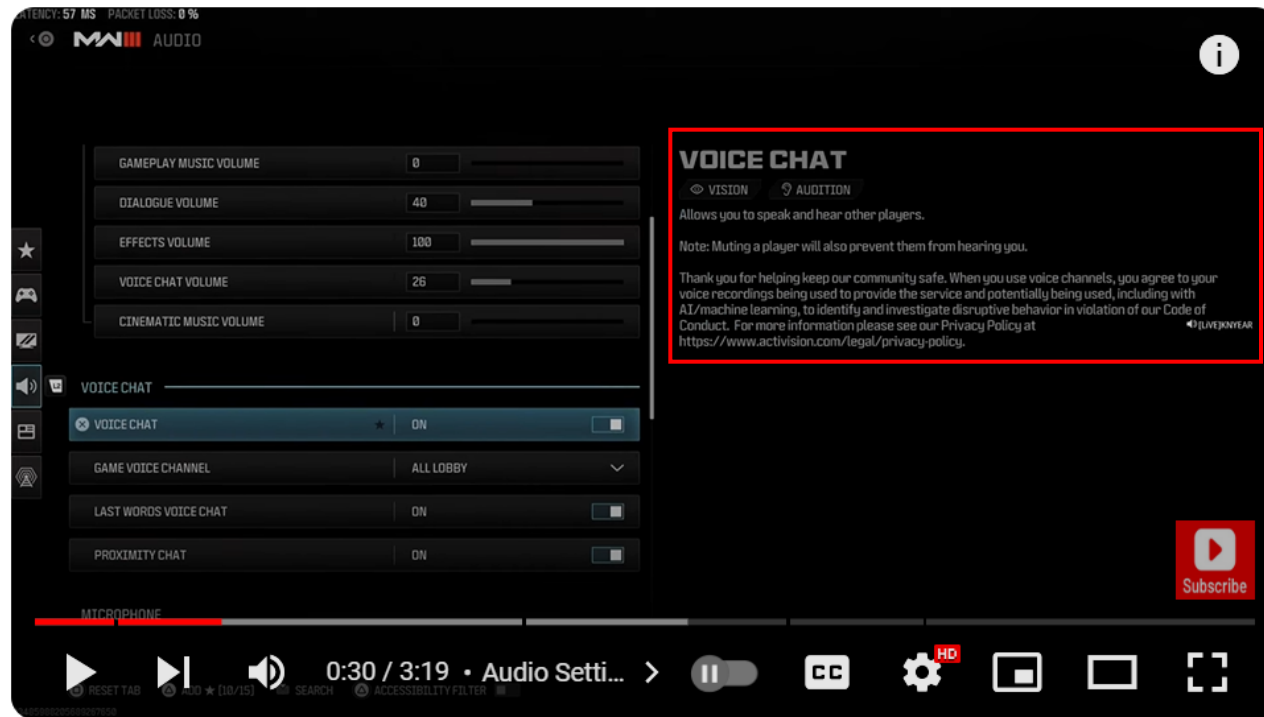 LATENCY: 57 MS PACKET LOSS: 0 %
MWIII AUDIO
GAMEPLAY MUSIC VOLUME 0
DIALOGUE VOLUME 40
EFFECTS VOLUME 100
VOICE CHAT VOLUME 26
CINEMATIC MUSIC VOLUME 0
VOICE CHAT
VOICE CHAT ON
GAME VOICE CHANNEL ALL LOBBY
LAST WORDS VOICE CHAT ON
PROXIMITY CHAT ON
MICROPHONE
VOICE CHAT
VISION AUDITION
Allows you to speak and hear other players.
Note: Muting a player will also prevent them from hearing you.
Thank you for helping keep our community safe. When you use voice channels, you agree to your
voice recordings being used to provide the service and potentially being used, including with
AI/machine learning, to identify and investigate disruptive behavior in violation of our Code of
Conduct. For more information please see our Privacy Policy at
https://www.activision.com/legal/privacy-policy.
[LIVE]KNYEAR
Subscribe
0:30 / 3:19 • Audio Setti... CC HD
RESET TAB ADD ★ [10/15] SEARCH ACCESSIBILITY FILTER